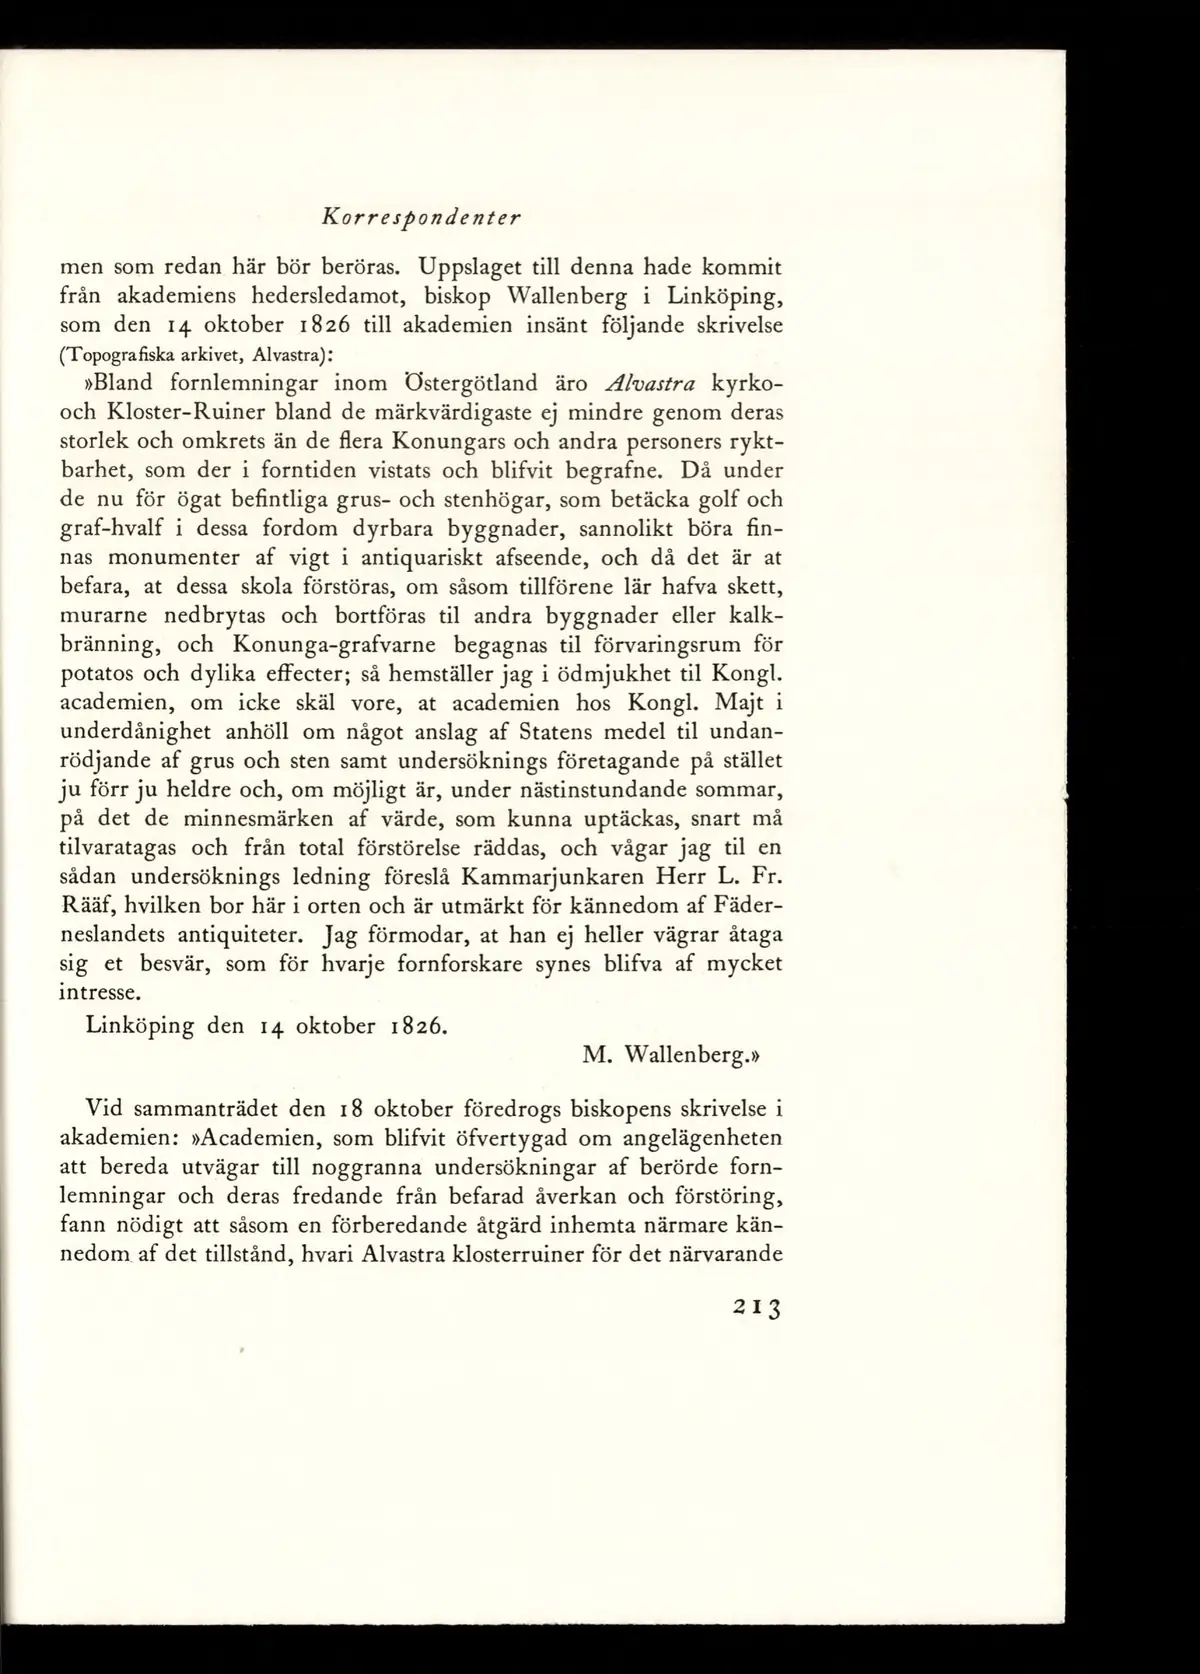 Korrespondenter
men som redan här bör beröras. Uppslaget till denna hade kommit
från akademiens hedersledamot, biskop Wallenberg i Linköping,
som den 14 oktober 1826 till akademien insänt följande skrivelse
(Topografiska arkivet, Alvastra):
»Bland fornlemningar inom Östergötland äro Alvastra kyrko-
och Kloster-Ruiner bland de märkvärdigaste ej mindre genom deras
storlek och omkrets än de flera Konungars och andra personers rykt-
barhet, som der i forntiden vistats och blifvit begrafne. Då under
de nu för ögat befintliga grus- och stenhögar, som betäcka golf och
graf-hvalf i dessa fordom dyrbara byggnader, sannolikt böra fin-
nas monumenter af vigt i antiquariskt afseende, och då det är at
befara, at dessa skola förstöras, om såsom tillförene lär hafva skett,
murarne nedbrytas och bortföras til andra byggnader eller kalk-
bränning, och Konunga-grafvarne begagnas til förvaringsrum för
potatos och dylika effecter; så hemställer jag i ödmjukhet til Kongl.
academien, om icke skäl vore, at academien hos Kongl. Majt i
underdånighet anhöll om något anslag af Statens medel til undan-
rödjande af grus och sten samt undersöknings företagande på stället
ju förr ju heldre och, om möjligt är, under nästinstundande sommar,
på det de minnesmärken af värde, som kunna uptäckas, snart må
tilvaratagas och från total förstörelse räddas, och vågar jag til en
sådan undersöknings ledning föreslå Kammarjunkaren Herr L. Fr.
Rääf, hvilken bor här i orten och är utmärkt för kännedom af Fäder-
neslandets antiquiteter. Jag förmodar, at han ej heller vägrar åtaga
sig et besvär, som för hvarje fornforskare synes blifva af mycket
intresse.
Linköping den 14 oktober 1826.
M. Wallenberg.»
Vid sammanträdet den 18 oktober föredrogs biskopens skrivelse i
akademien: »Academien, som blifvit öfvertygad om angelägenheten
att bereda utvägar till noggranna undersökningar af berörde forn-
lemningar och deras fredande från befarad åverkan och förstöring,
fann nödigt att såsom en förberedande åtgärd inhemta närmare kän-
nedom af det tillstånd, hvari Alvastra klosterruiner för det närvarande
213